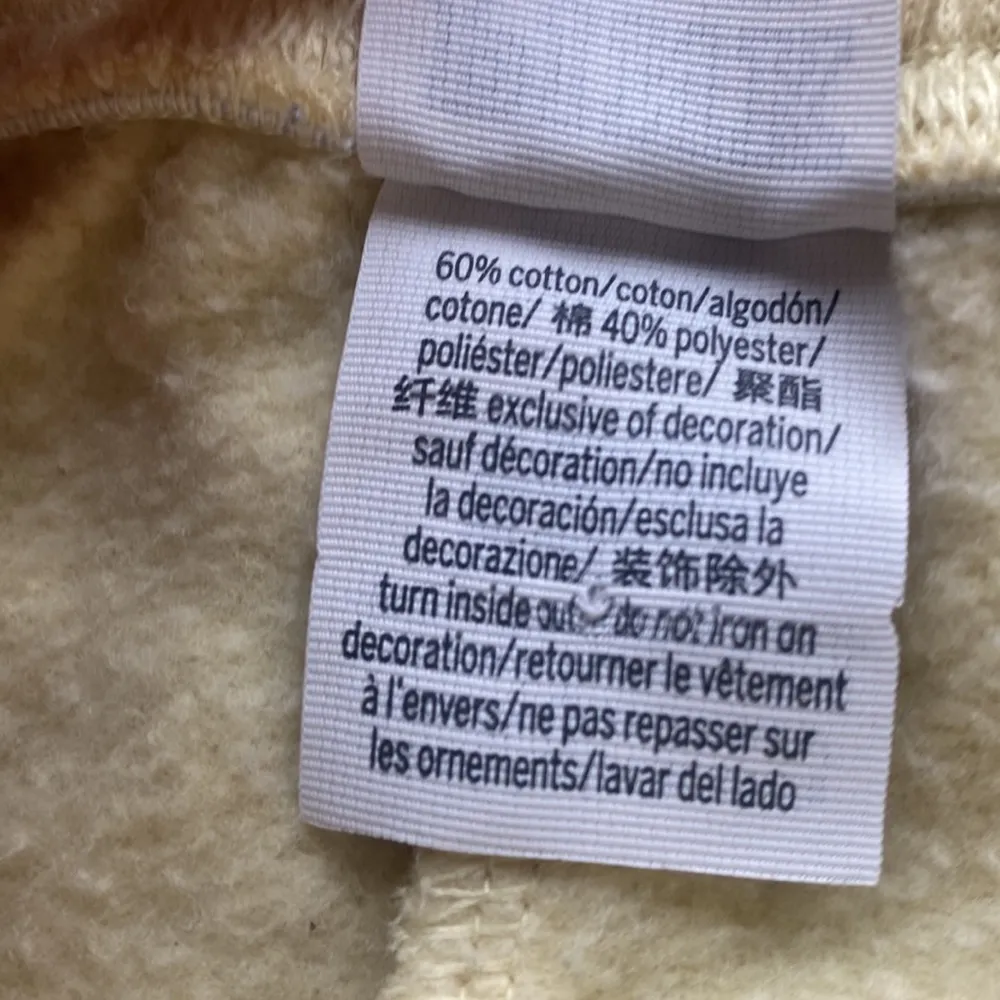 60% cotton/coton/algodón/
cotone/ 棉 40% polyester/
poliéster/poliestere/ 聚酯
纤维 exclusive of decoration/
sauf décoration/no incluye
la decoración/esclusa la
decorazione/ 装饰除外
turn inside out do not iron on
decoration/retourner le vêtement
à l'envers/ne pas repasser sur
les ornements/lavar del lado